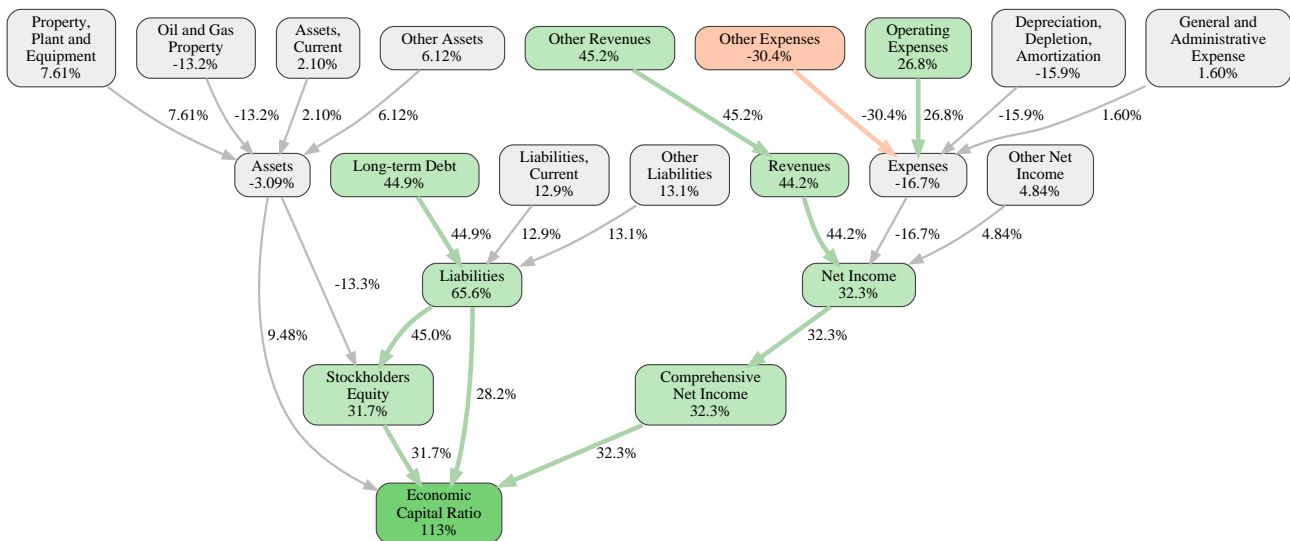 Property,
Plant and
Equipment
7.61%
Oil and Gas
Property
-13.2%
Assets,
Current
2.10%
Other Assets
6.12%
Other Revenues
45.2%
Other Expenses
-30.4%
Operating
Expenses
26.8%
Depreciation,
Depletion,
Amortization
-15.9%
General and
Administrative
Expense
1.60%
7.61%
-13.2%
2.10%
6.12%
45.2%
-30.4%
26.8%
-15.9%
1.60%
Assets
-3.09%
Long-term Debt
44.9%
Liabilities,
Current
12.9%
Other
Liabilities
13.1%
Revenues
44.2%
Expenses
-16.7%
Other Net
Income
4.84%
44.9%
12.9%
13.1%
44.2%
-16.7%
4.84%
-13.3%
Liabilities
65.6%
Net Income
32.3%
9.48%
45.0%
32.3%
Stockholders
Equity
31.7%
28.2%
Comprehensive
Net Income
32.3%
31.7%
32.3%
Economic
Capital Ratio
113%